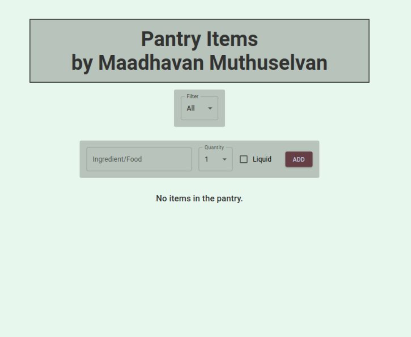 Pantry Items
by Maadhavan Muthuselvan
Filter
All
Ingredient/Food
Quantity
1
Liquid
ADD
No items in the pantry.